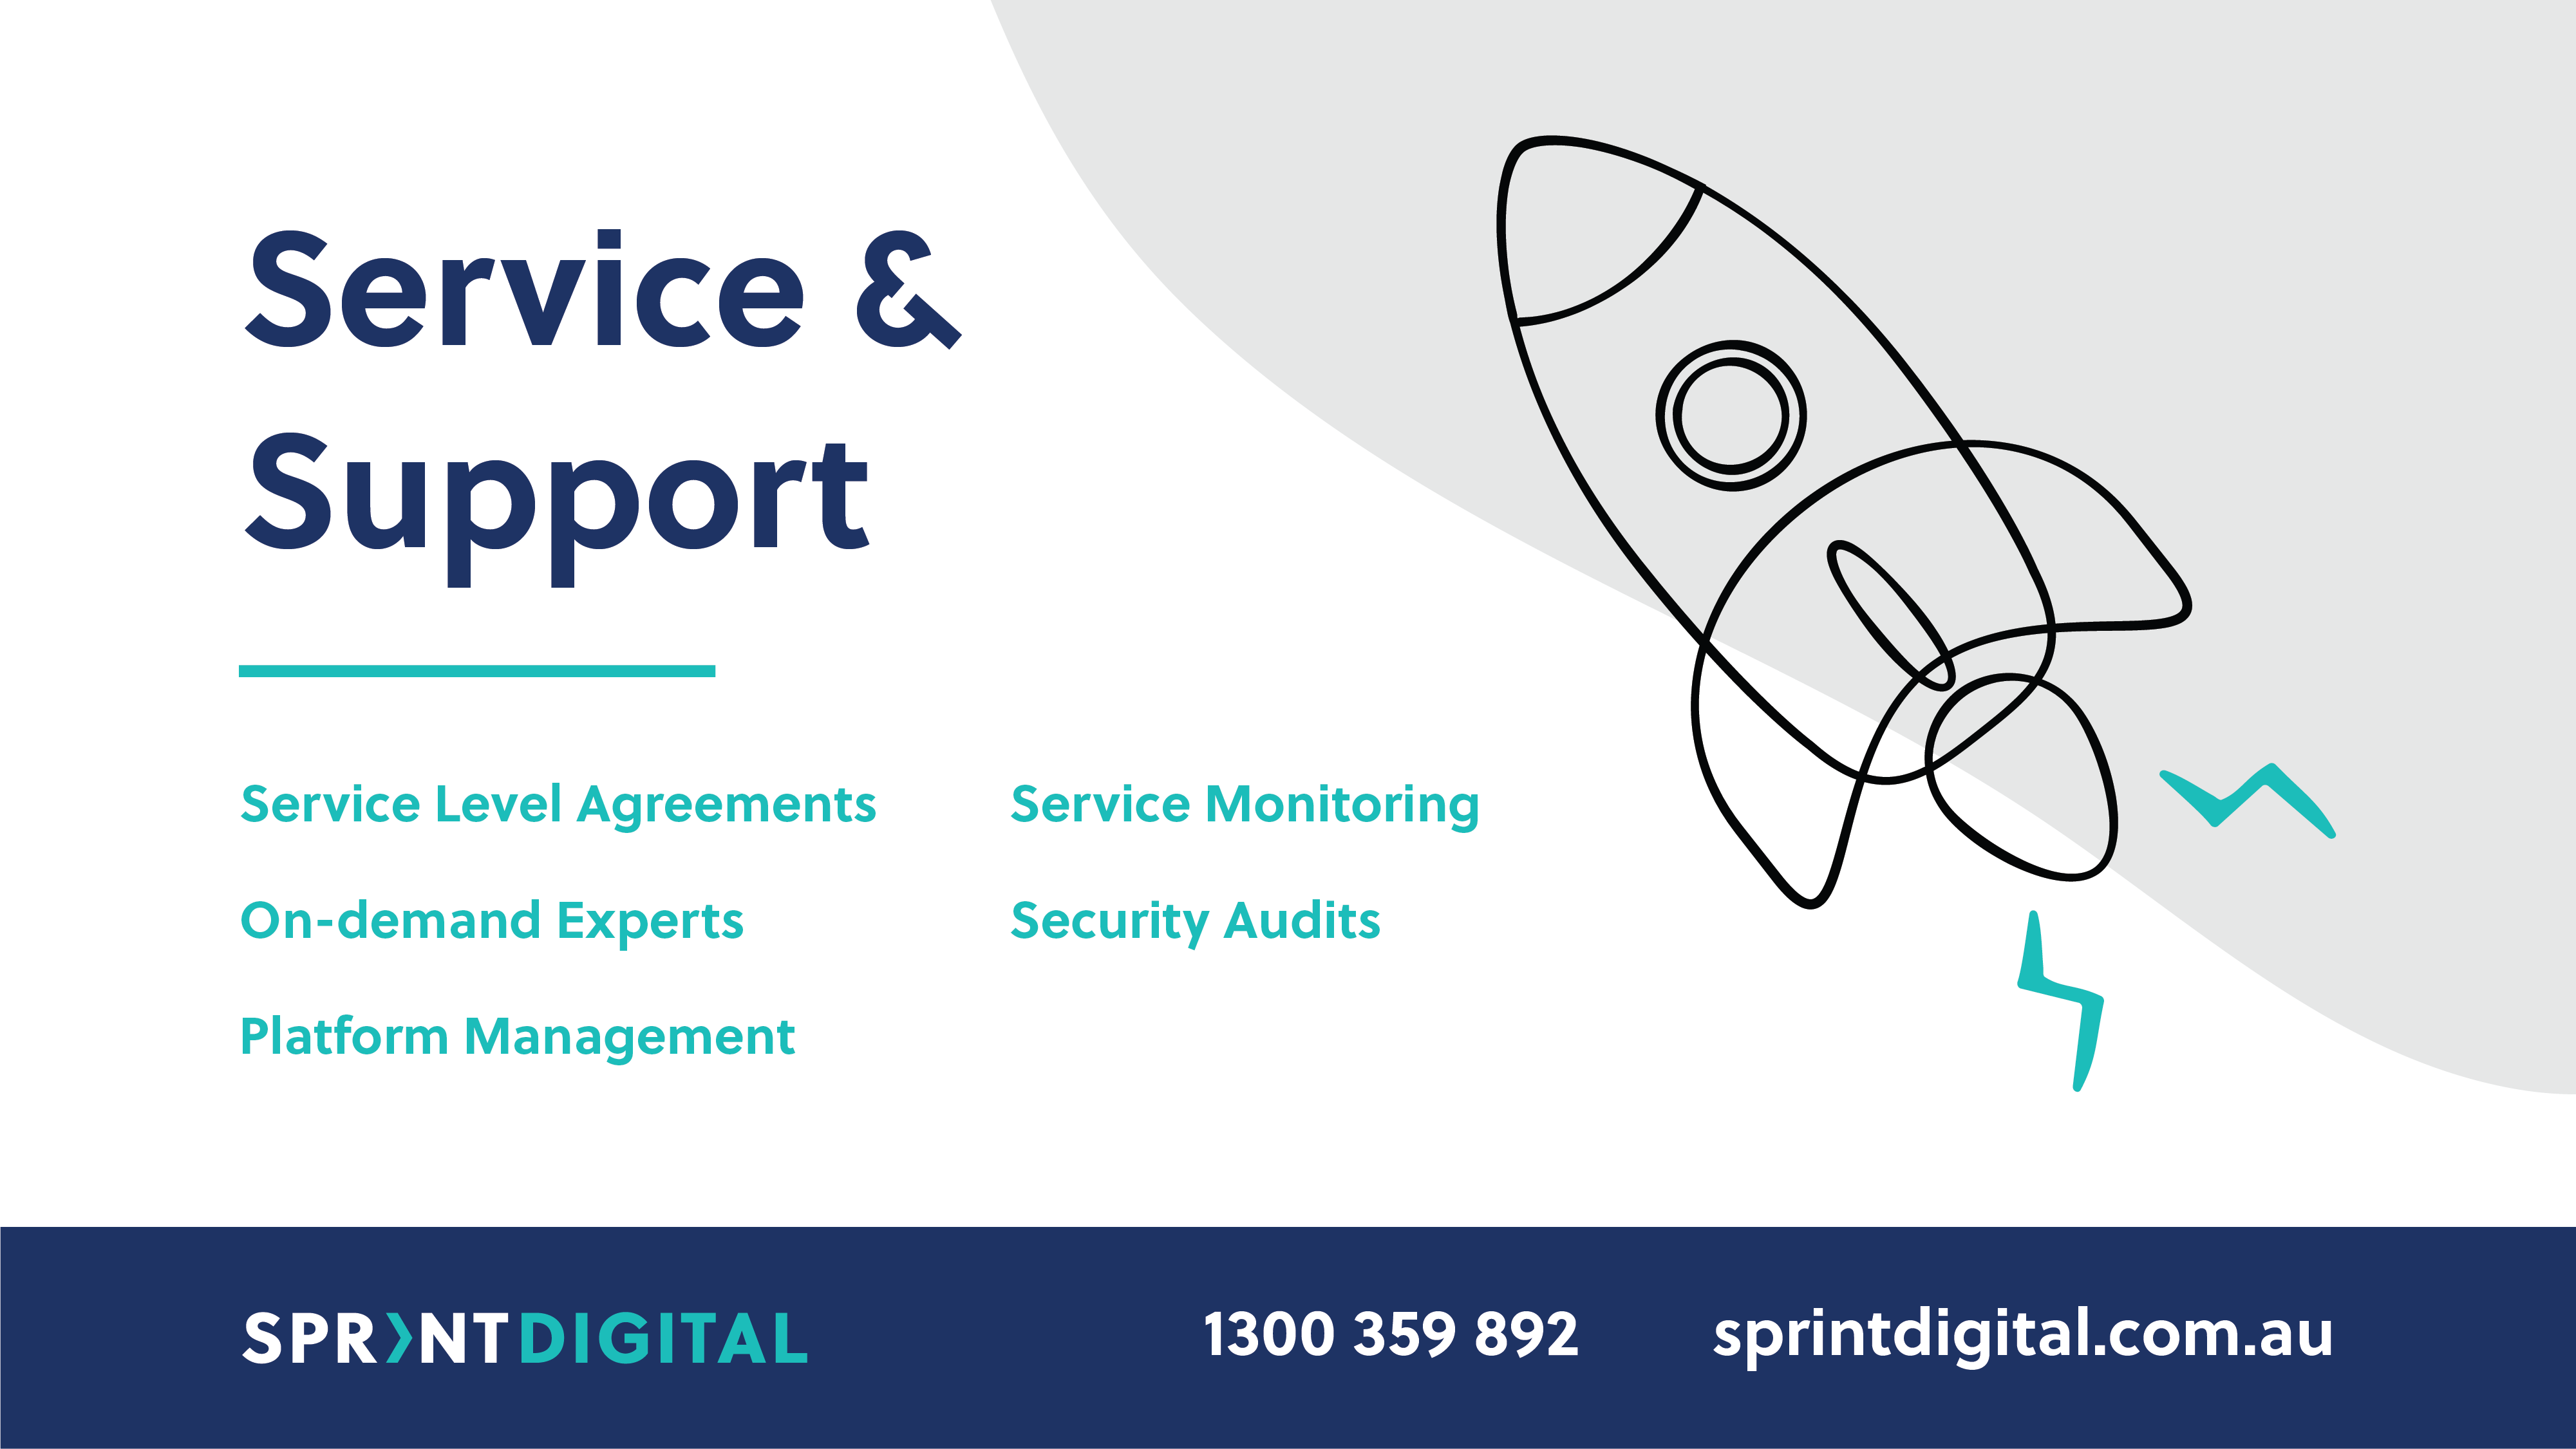 Service &
Support
Service Level Agreements
On-demand Experts
Platform Management
Service Monitoring
Security Audits
SPRINTDIGITAL
1300 359 892
sprintdigital.com.au